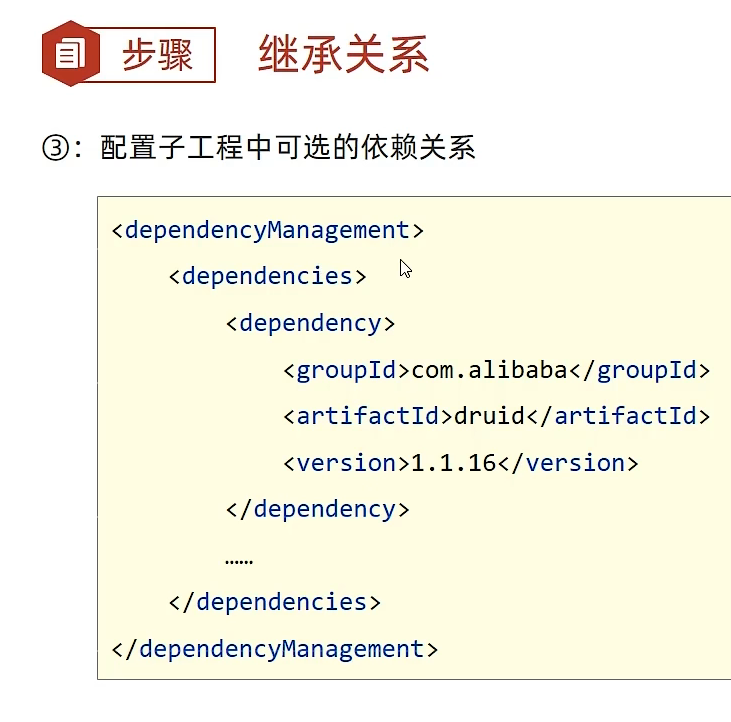 步骤 继承关系
③：配置子工程中可选的依赖关系
<dependencyManagement>
    <dependencies>
        <dependency>
            <groupId>com.alibaba</groupId>
            <artifactId>druid</artifactId>
            <version>1.1.16</version>
        </dependency>
        ……
    </dependencies>
</dependencyManagement>